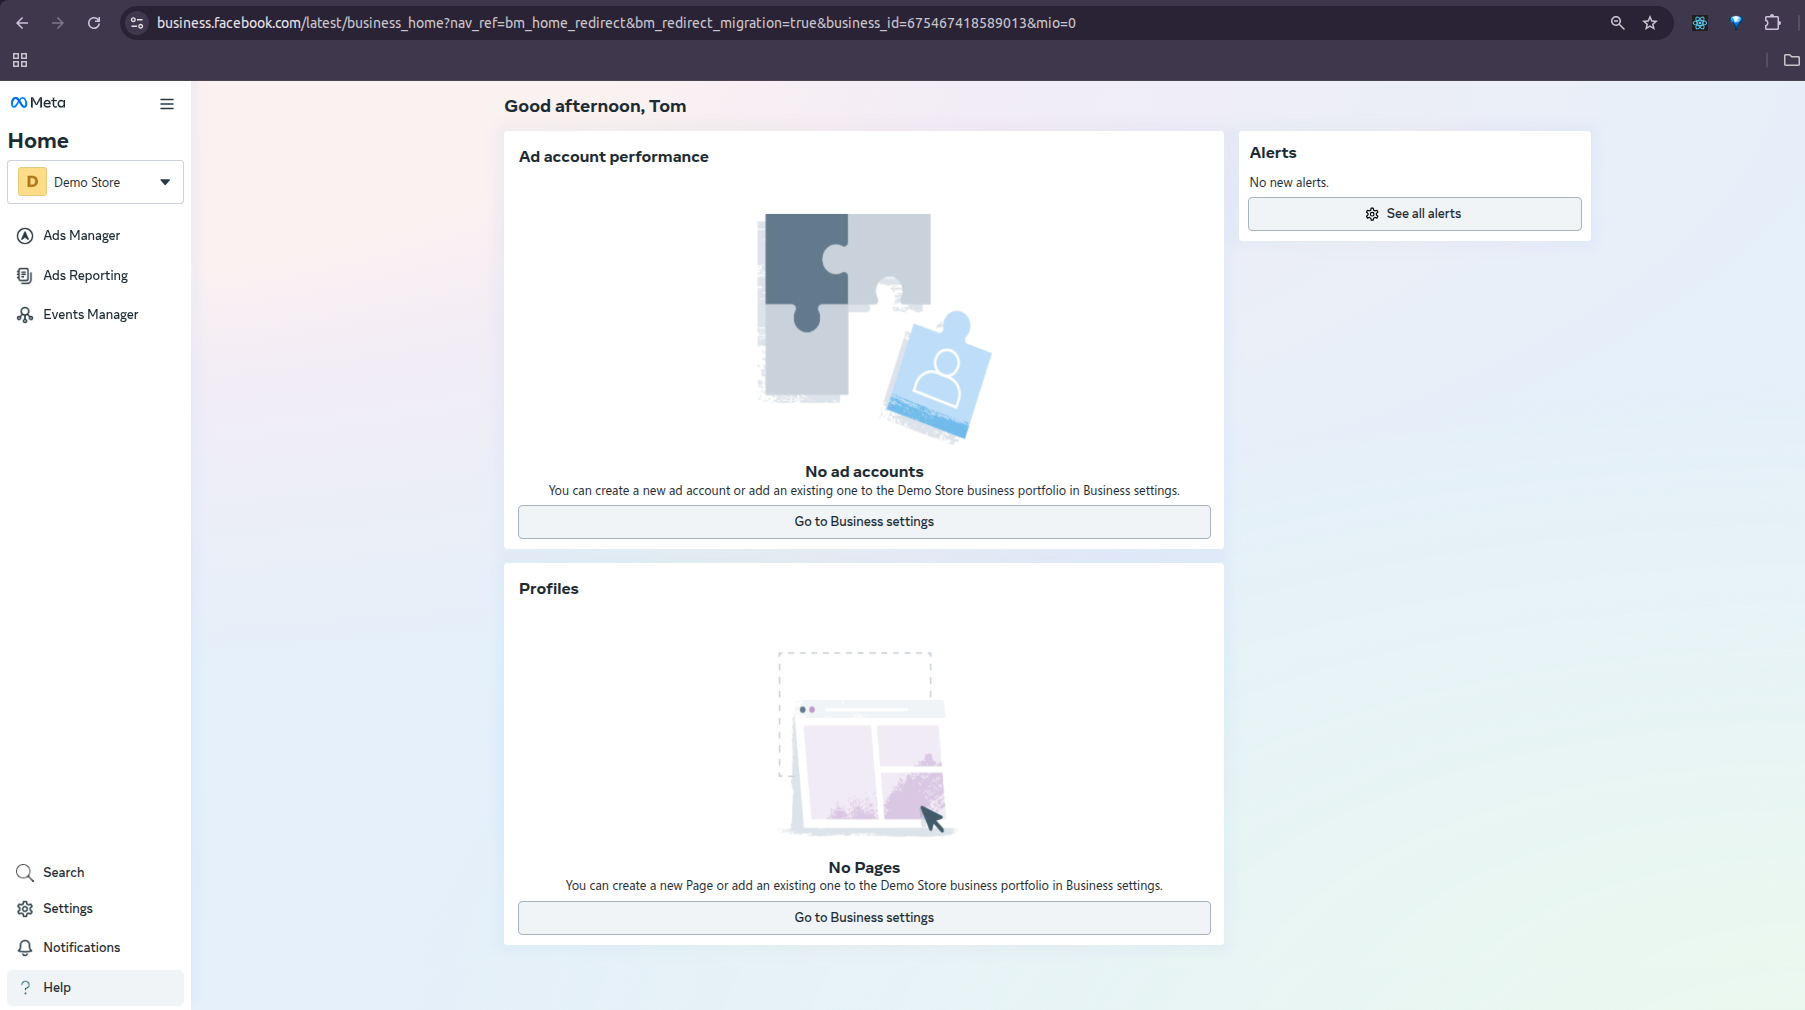 business.facebook.com/latest/business_home?nav_ref=bm_home_redirect&bm_redirect_migration=true&business_id=675467418589013&mio=0
Meta
Home
D Demo Store
Ads Manager
Ads Reporting
Events Manager
Search
Settings
Notifications
? Help
Good afternoon, Tom
Ad account performance
No ad accounts
You can create a new ad account or add an existing one to the Demo Store business portfolio in Business settings.
Go to Business settings
Profiles
No Pages
You can create a new Page or add an existing one to the Demo Store business portfolio in Business settings.
Go to Business settings
Alerts
No new alerts.
See all alerts